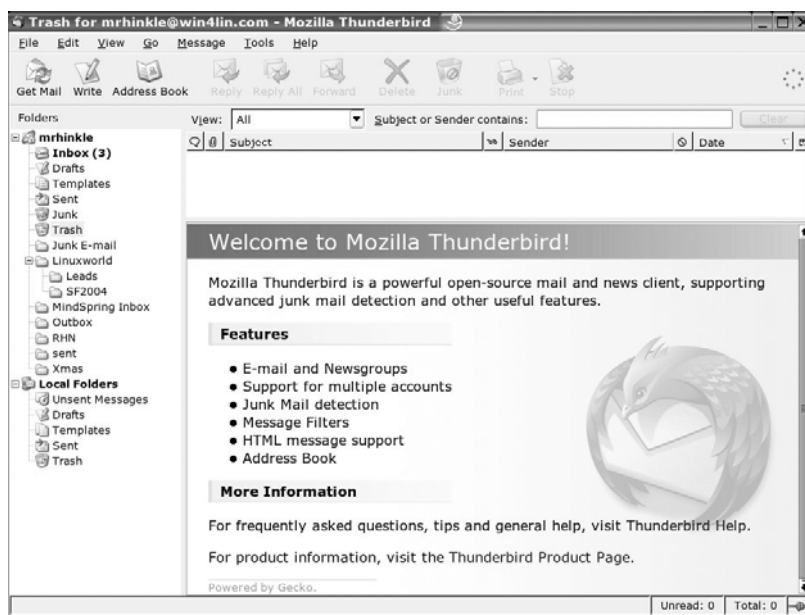 Trash for mrhinkle@win4lin.com - Mozilla Thunderbird
File Edit View Go Message Tools Help
Get Mail Write Address Book Reply Reply All Forward Delete Junk Print Stop
Folders
View: All Subject or Sender contains: Clear
Subject Sender Date
mrhinkle
Inbox (3)
Drafts
Templates
Sent
Junk
Trash
Junk E-mail
Linuxworld
Leads
SF2004
MindSpring Inbox
Outbox
RHN
sent
Xmas
Local Folders
Unsent Messages
Drafts
Templates
Sent
Trash
Welcome to Mozilla Thunderbird!
Mozilla Thunderbird is a powerful open-source mail and news client, supporting
advanced junk mail detection and other useful features.
Features
• E-mail and Newsgroups
• Support for multiple accounts
• Junk Mail detection
• Message Filters
• HTML message support
• Address Book
More Information
For frequently asked questions, tips and general help, visit Thunderbird Help.
For product information, visit the Thunderbird Product Page.
Powered by Gecko.
Unread: 0 Total: 0